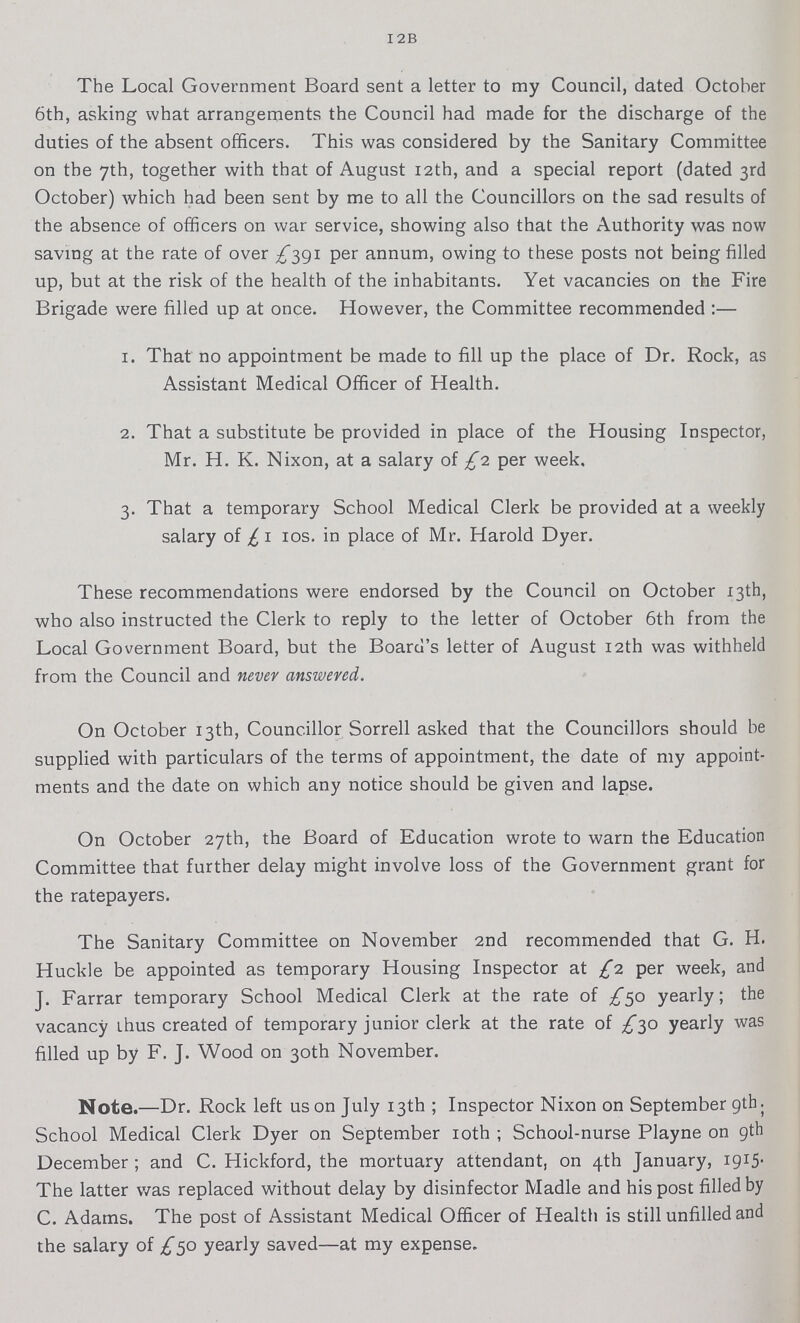 12B
The Local Government Board sent a letter to my Council, dated October
6th, asking what arrangements the Council had made for the discharge of the
duties of the absent officers. This was considered by the Sanitary Committee
on the 7th, together with that of August 12th, and a special report (dated 3rd
October) which had been sent by me to all the Councillors on the sad results of
the absence of officers on war service, showing also that the Authority was now
saving at the rate of over £391 per annum, owing to these posts not being filled
up, but at the risk of the health of the inhabitants. Yet vacancies on the Fire
Brigade were filled up at once. However, the Committee recommended :—
1. That no appointment be made to fill up the place of Dr. Rock, as
Assistant Medical Officer of Health.
2. That a substitute be provided in place of the Housing Inspector,
Mr. H. K. Nixon, at a salary of £2 per week.
3. That a temporary School Medical Clerk be provided at a weekly
salary of £1 10s. in place of Mr. Harold Dyer.
These recommendations were endorsed by the Council on October 13th,
who also instructed the Clerk to reply to the letter of October 6th from the
Local Government Board, but the Board's letter of August 12th was withheld
from the Council and never answered.
On October 13th, Councillor Sorrell asked that the Councillors should be
supplied with particulars of the terms of appointment, the date of my appoint-
ments and the date on which any notice should be given and lapse.
On October 27th, the Board of Education wrote to warn the Education
Committee that further delay might involve loss of the Government grant for
the ratepayers.
The Sanitary Committee on November 2nd recommended that G. H.
Huckle be appointed as temporary Housing Inspector at £2 per week, and
J. Farrar temporary School Medical Clerk at the rate of £50 yearly; the
vacancy thus created of temporary junior clerk at the rate of £30 yearly was
filled up by F. J. Wood on 30th November.
Note.—Dr. Rock left us on July 13th ; Inspector Nixon on September 9th;
School Medical Clerk Dyer on September 10th ; School-nurse Playne on 9th
December ; and C. Hickford, the mortuary attendant, on 4th January, 1915.
The latter was replaced without delay by disinfector Madle and his post filled by
C. Adams. The post of Assistant Medical Officer of Health is still unfilled and
the salary of £50 yearly saved—at my expense.